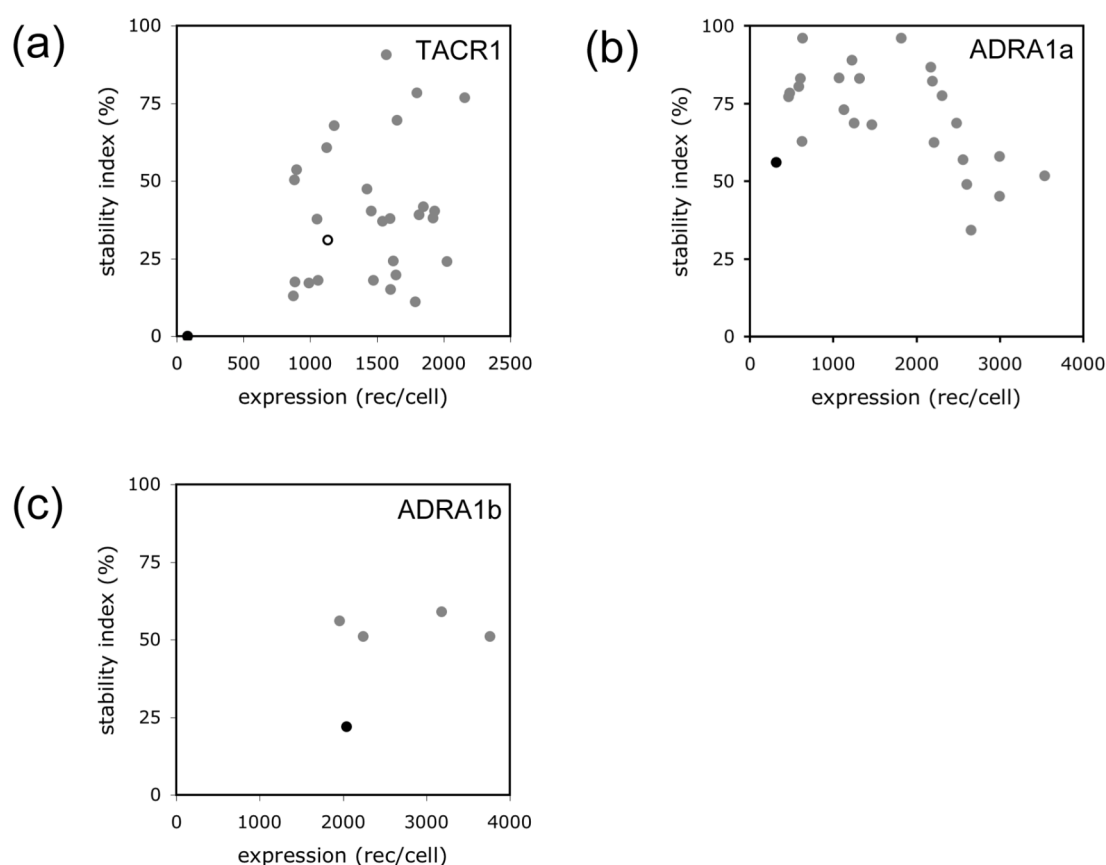 (a)
TACR1
100
75
50
25
0
stability index (%)
0 500 1000 1500 2000 2500
expression (rec/cell)
(b)
ADRA1a
100
75
50
25
0
stability index (%)
0 1000 2000 3000 4000
expression (rec/cell)
(c)
ADRA1b
100
75
50
25
0
stability index (%)
0 1000 2000 3000 4000
expression (rec/cell)